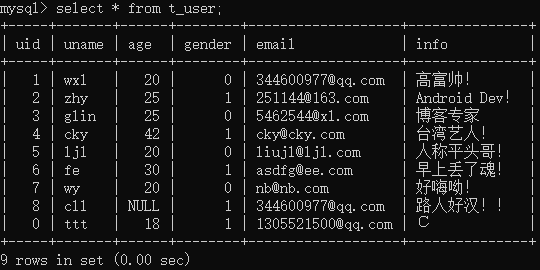 mysql> select * from t_user;
uid | uname | age | gender | email | info
1 | wxl | 20 | 0 | 344600977@qq.com | 高富帅!
2 | zhy | 25 | 1 | 251144@163.com | Android Dev!
3 | glin | 25 | 0 | 5462544@xl.com | 博客专家
4 | cky | 42 | 1 | cky@cky.com | 台湾艺人!
5 | ljl | 20 | 0 | liujl@ljl.com | 人称平头哥!
6 | fe | 30 | 1 | asdfg@ee.com | 早上丢了魂!
7 | wy | 20 | 0 | nb@nb.com | 好嗨呦!
8 | cll | NULL | 1 | 344600977@qq.com | 路人好汉!!
0 | ttt | 18 | 1 | 1305521500@qq.com | C
9 rows in set (0.00 sec)